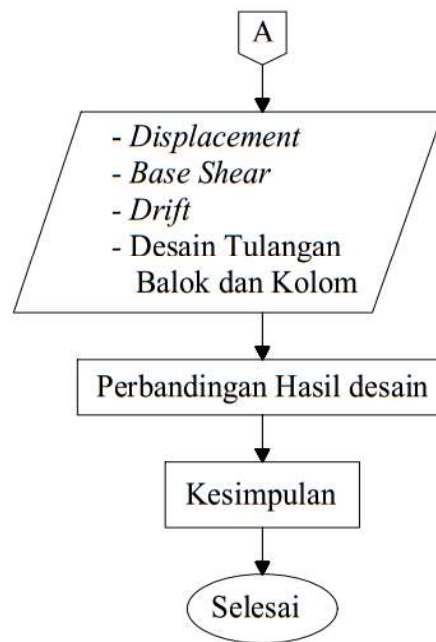 A
- Displacement
- Base Shear
- Drift
- Desain Tulangan
Balok dan Kolom
Perbandingan Hasil desain
Kesimpulan
Selesai